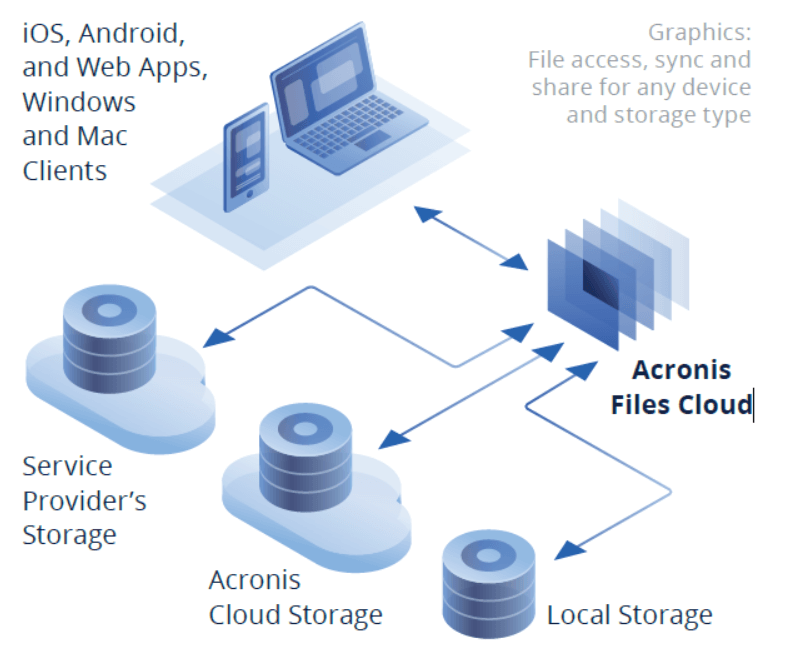 iOS, Android,
and Web Apps,
Windows
and Mac
Clients
Graphics:
File access, sync and
share for any device
and storage type
Acronis
Files Cloud
Service
Provider’s
Storage
Acronis
Cloud Storage
Local Storage